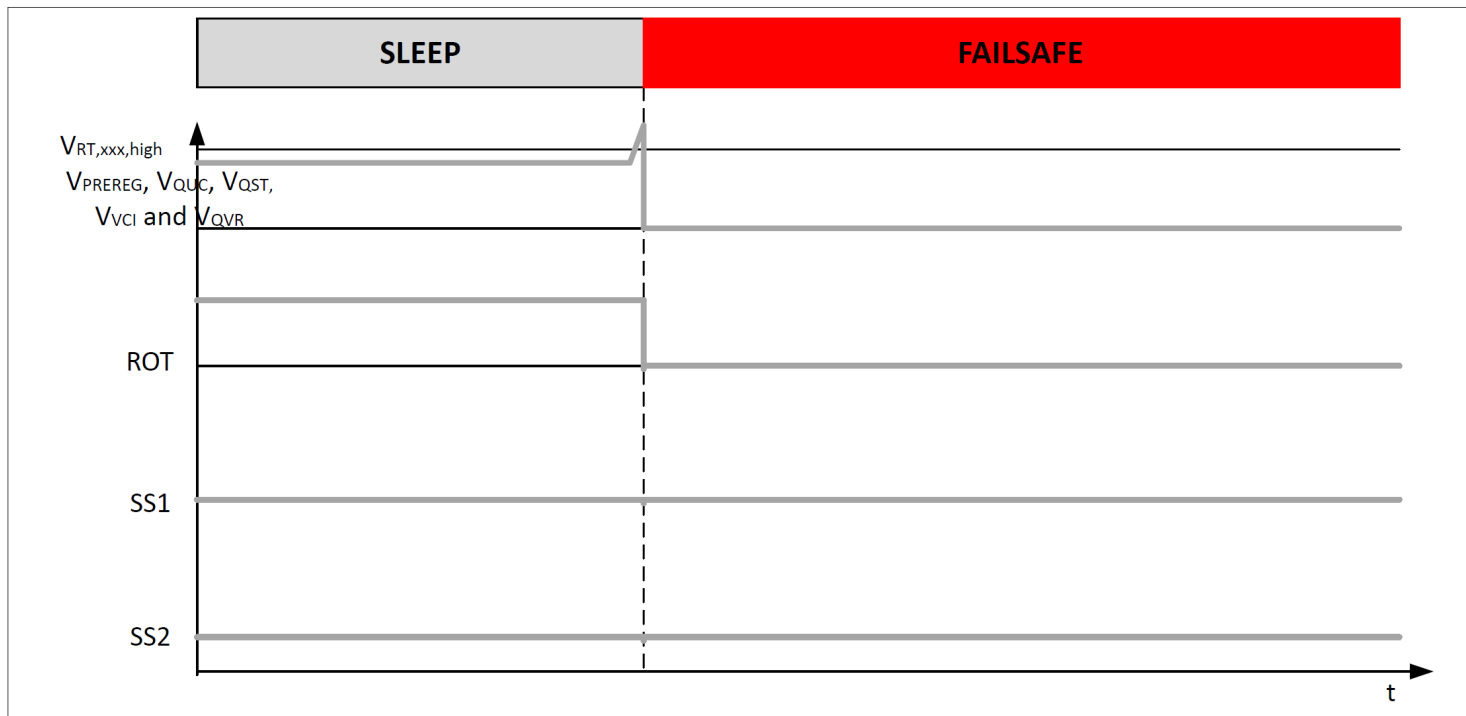 SLEEP FAILSAFE
VRT,xxx,high
VPREREG, VQUC, VQST,
VVCI and VQVR
ROT
SS1
SS2
t